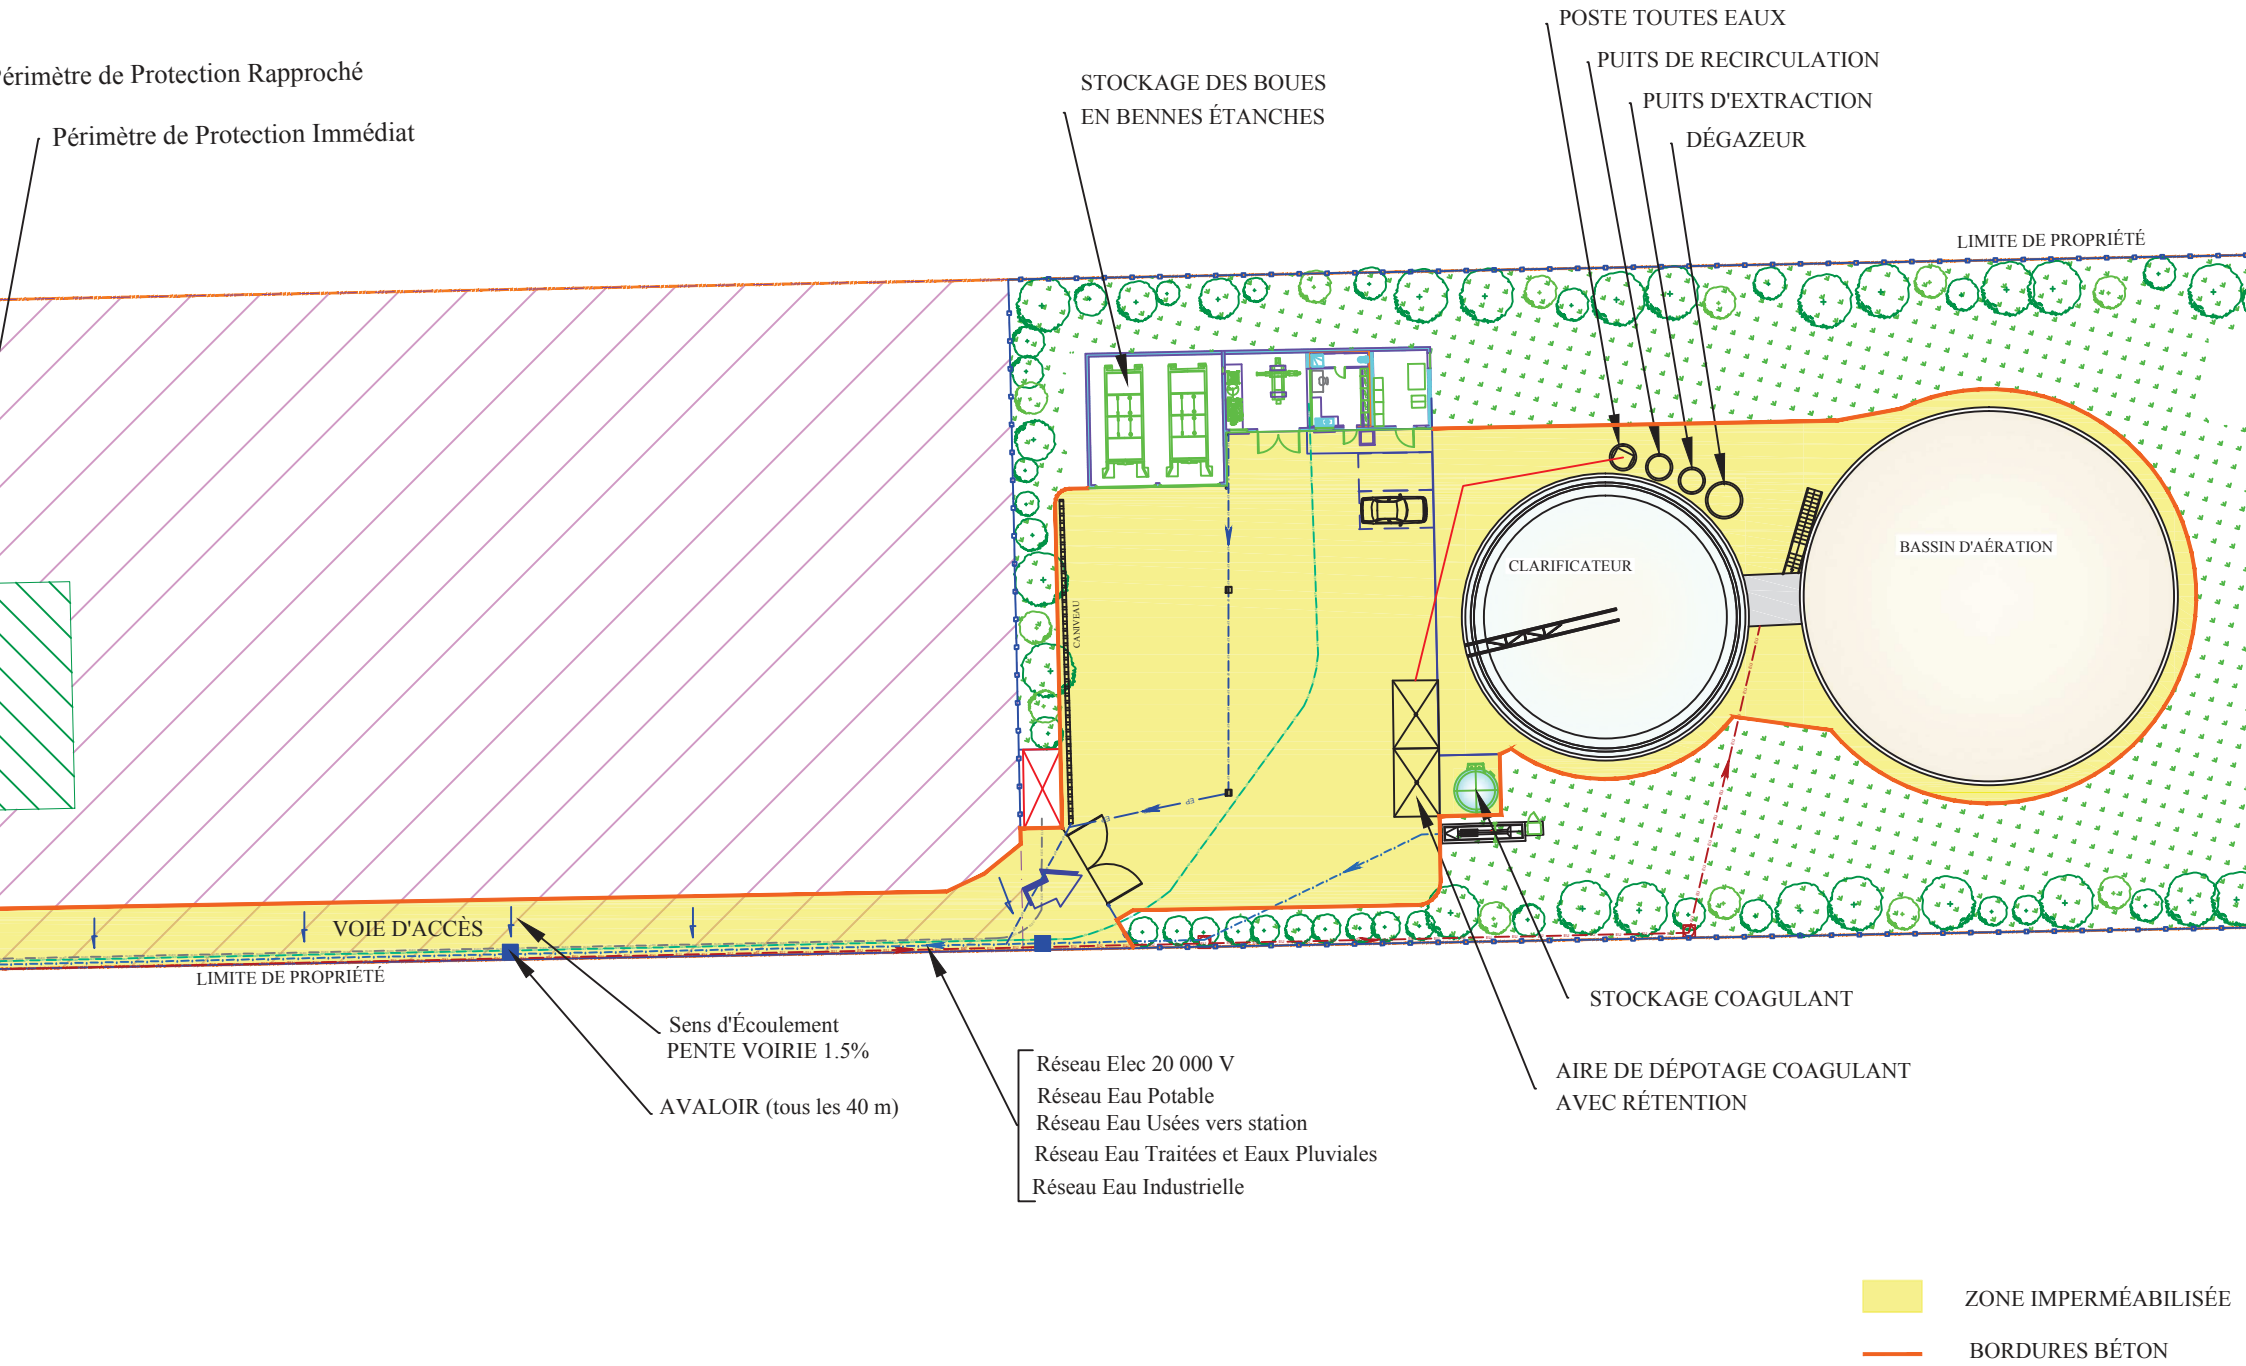 POSTE TOUTES EAUX
PUITS DE RECIRCULATION
PUITS D'EXTRACTION
DÉGAZEUR
Périmètre de Protection Rapproché
Périmètre de Protection Immédiat
STOCKAGE DES BOUES
EN BENNES ÉTANCHES
LIMITE DE PROPRIÉTÉ
BASSIN D'AÉRATION
CLARIFICATEUR
CANIVEAU
EP
EP
VOIE D'ACCÈS
LIMITE DE PROPRIÉTÉ
Sens d'Écoulement
PENTE VOIRIE 1.5%
AVALOIR (tous les 40 m)
Réseau Elec 20 000 V
Réseau Eau Potable
Réseau Eau Usées vers station
Réseau Eau Traitées et Eaux Pluviales
Réseau Eau Industrielle
STOCKAGE COAGULANT
AIRE DE DÉPOTAGE COAGULANT
AVEC RÉTENTION
ZONE IMPERMÉABILISÉE
BORDURES BÉTON